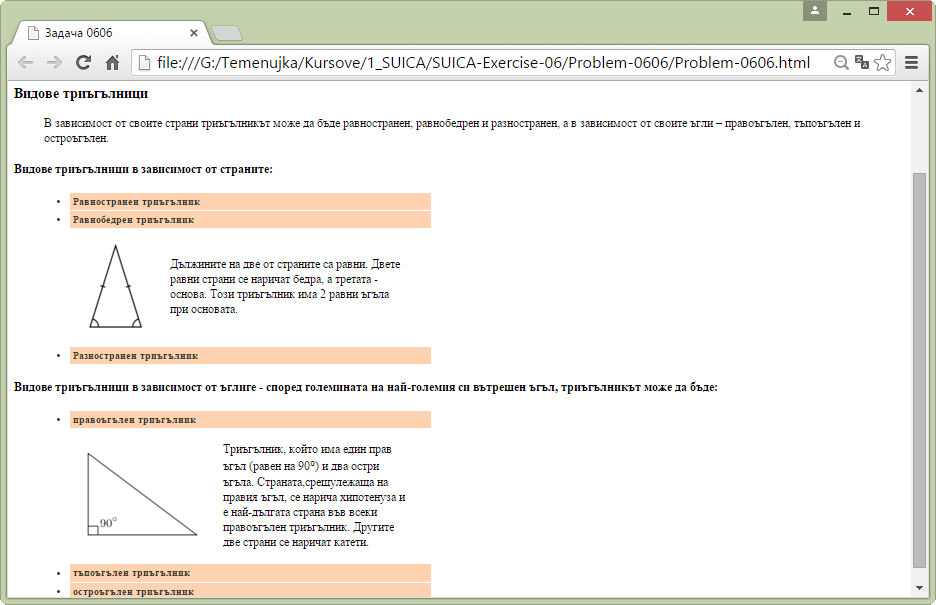 Задача 0606
file:///G:/Temenujka/Kursove/1_SUICA/SUICA-Exercise-06/Problem-0606/Problem-0606.html
Видове триъгълници
В зависимост от своите страни триъгълникът може да бъде равностранен, равнобедрен и разностранен, а в зависимост от своите ъгли – правоъгълен, тъпоъгълен и
остроъгълен.
Видове триъгълници в зависимост от страните:
Равностранен триъгълник
Равнобедрен триъгълник
Дължините на две от страните са равни. Двете
равни страни се наричат бедра, а третата -
основа. Този триъгълник има 2 равни ъгъла
при основата.
Разностранен триъгълник
Видове триъгълници в зависимост от ъглиге - според големината на най-големия си вътрешен ъгъл, триъгълникът може да бъде:
правоъгълен триъгълник
90°
Триъгълник, който има един прав
ъгъл (равен на 90°) и два остри
ъгъла. Страната,срещулежаща на
правия ъгъл, се нарича хипотенуза и
е най-дългата страна във всеки
правоъгълен триъгълник. Другите
две страни се наричат катети.
тъпоъгълен триъгълник
остроъгълен триъгълник